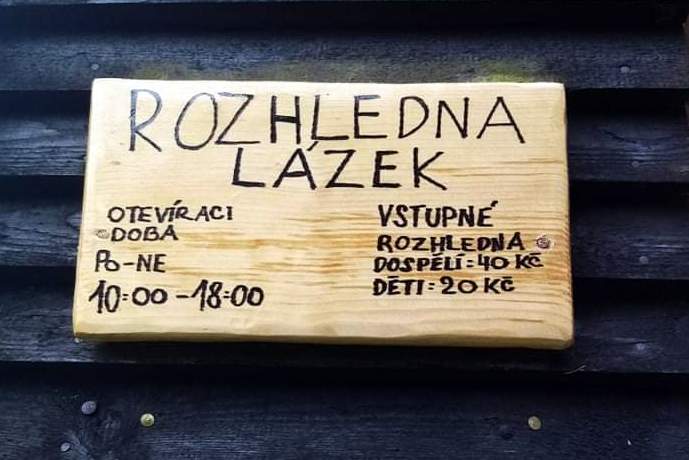 ROZHLEDNA
LÁZEK
OTEVÍRACI
DOBA
PO-NE
10:00-18:00
VSTUPNÉ
ROZHLEDNA
DOSPĚLÍ:40 KČ
DĚTI:20 KČ